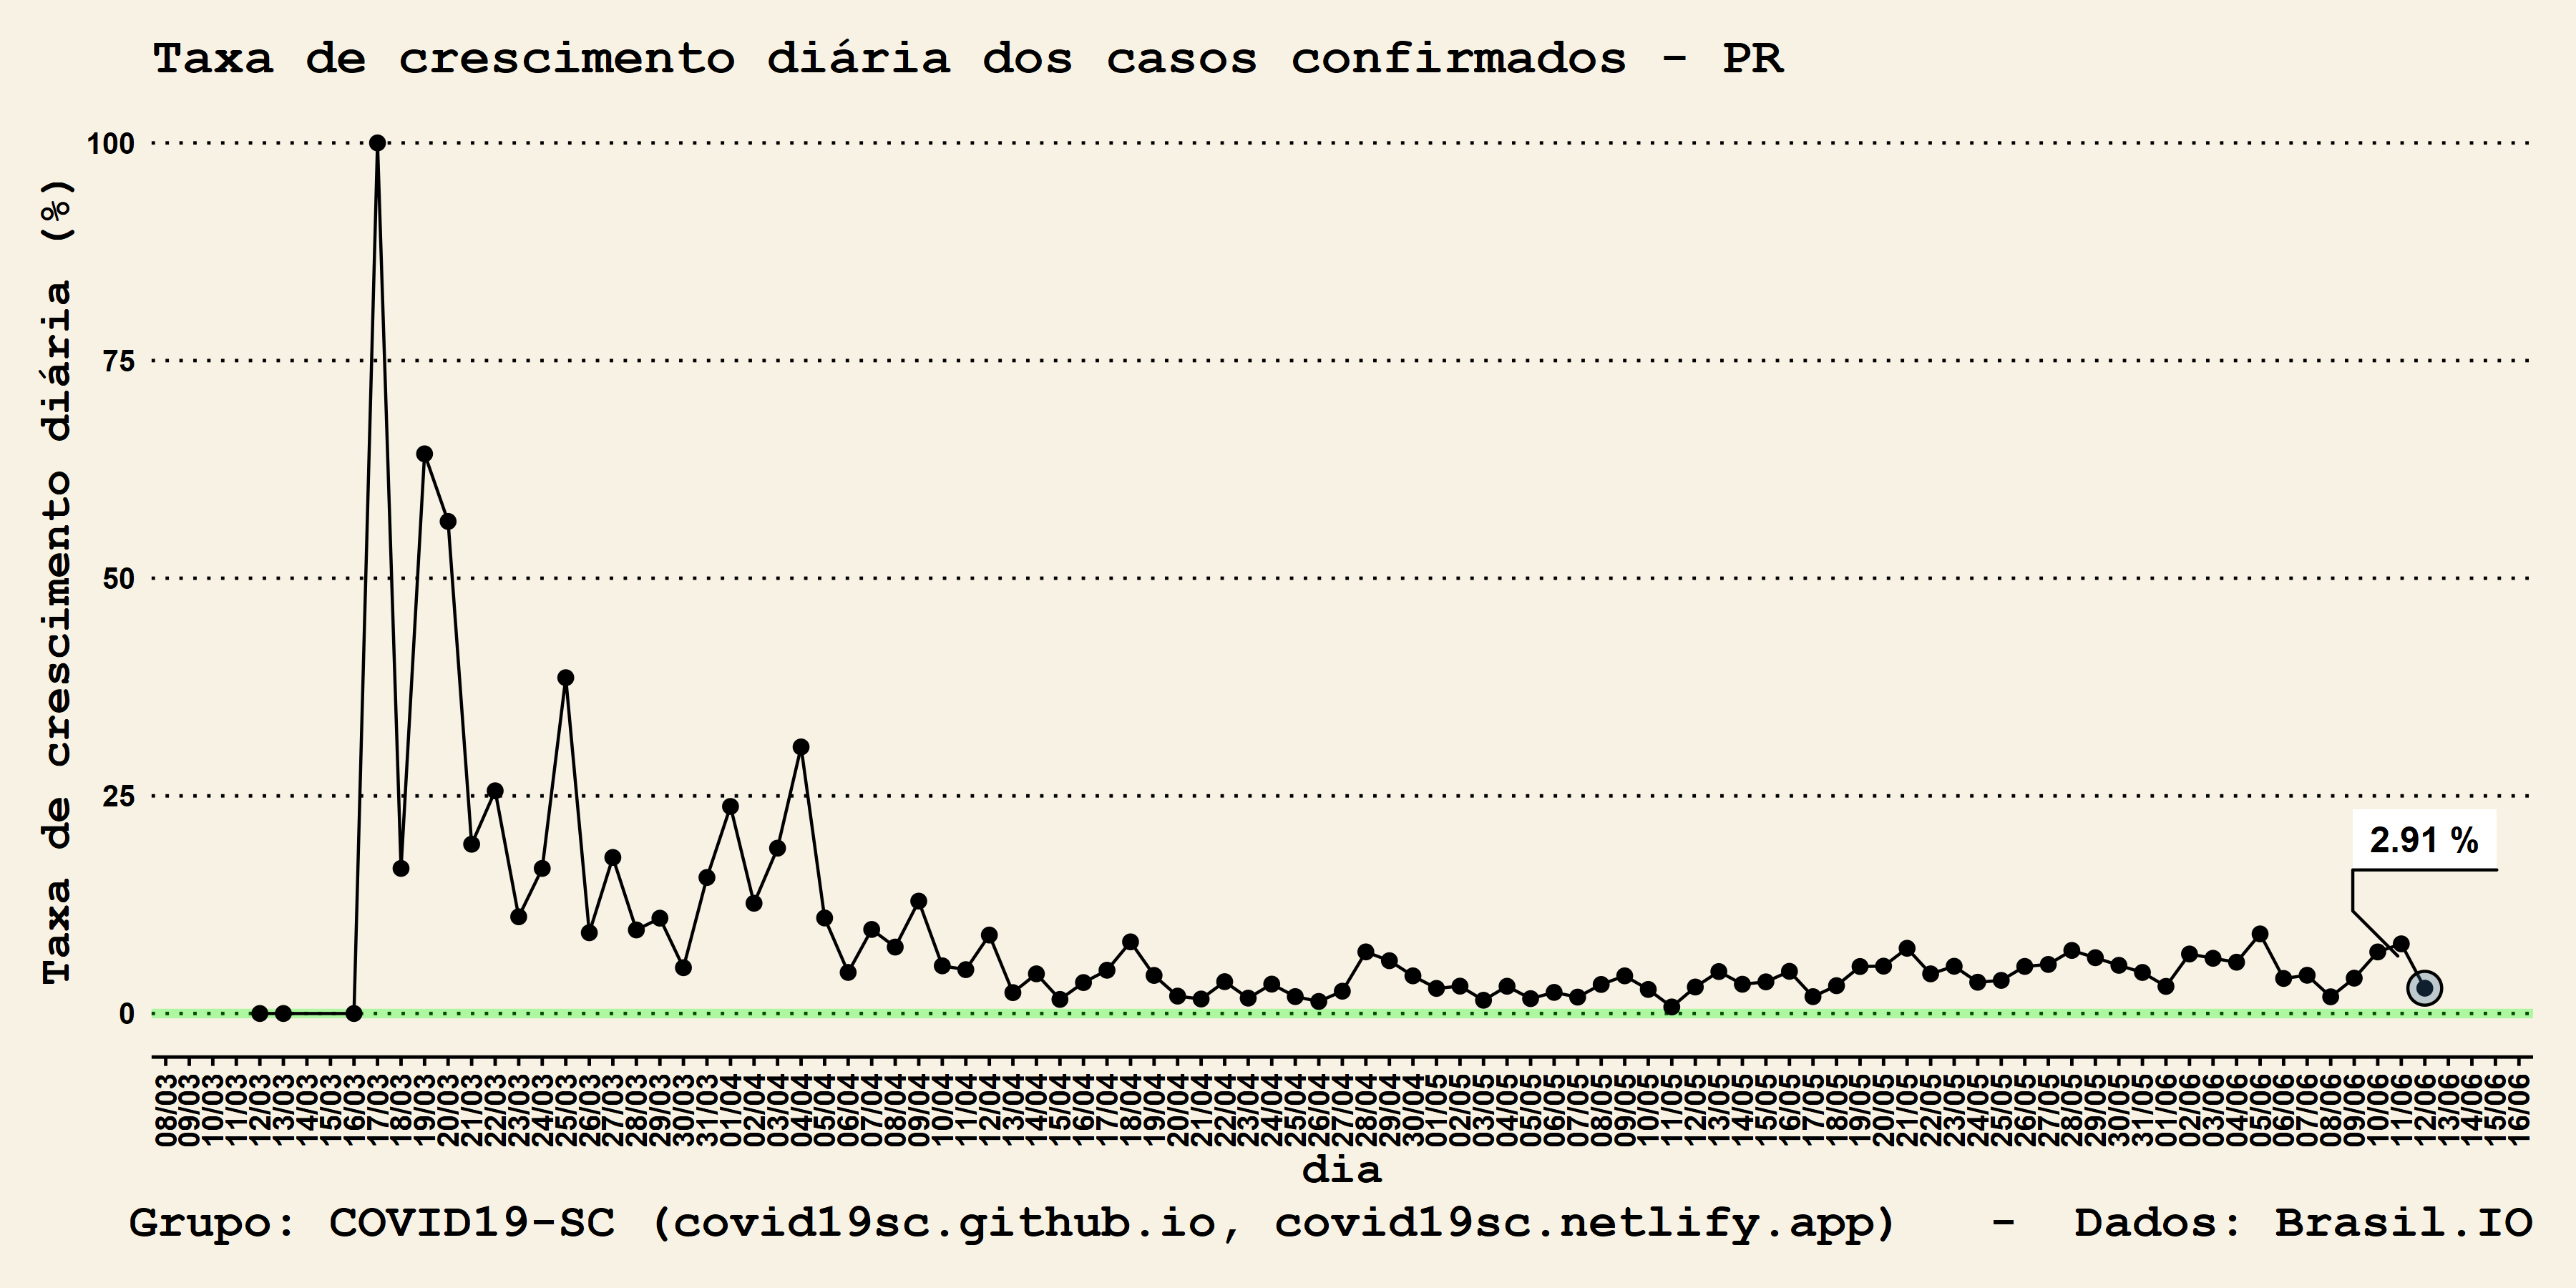 Taxa de crescimento diária dos casos confirmados - PR
Taxa de crescimento diária (%)
100
75
50
25
0
2.91 %
08/03 09/03 10/03 11/03 12/03 13/03 14/03 15/03 16/03 17/03 18/03 19/03 20/03 21/03 22/03 23/03 24/03 25/03 26/03 27/03 28/03 29/03 30/03 31/03 01/04 02/04 03/04 04/04 05/04 06/04 07/04 08/04 09/04 10/04 11/04 12/04 13/04 14/04 15/04 16/04 17/04 18/04 19/04 20/04 21/04 22/04 23/04 24/04 25/04 26/04 27/04 28/04 29/04 30/04 01/05 02/05 03/05 04/05 05/05 06/05 07/05 08/05 09/05 10/05 11/05 12/05 13/05 14/05 15/05 16/05 17/05 18/05 19/05 20/05 21/05 22/05 23/05 24/05 25/05 26/05 27/05 28/05 29/05 30/05 31/05 01/06 02/06 03/06 04/06 05/06 06/06 07/06 08/06 09/06 10/06 11/06 12/06 13/06 14/06 15/06 16/06
dia
Grupo: COVID19-SC (covid19sc.github.io, covid19sc.netlify.app) - Dados: Brasil.IO